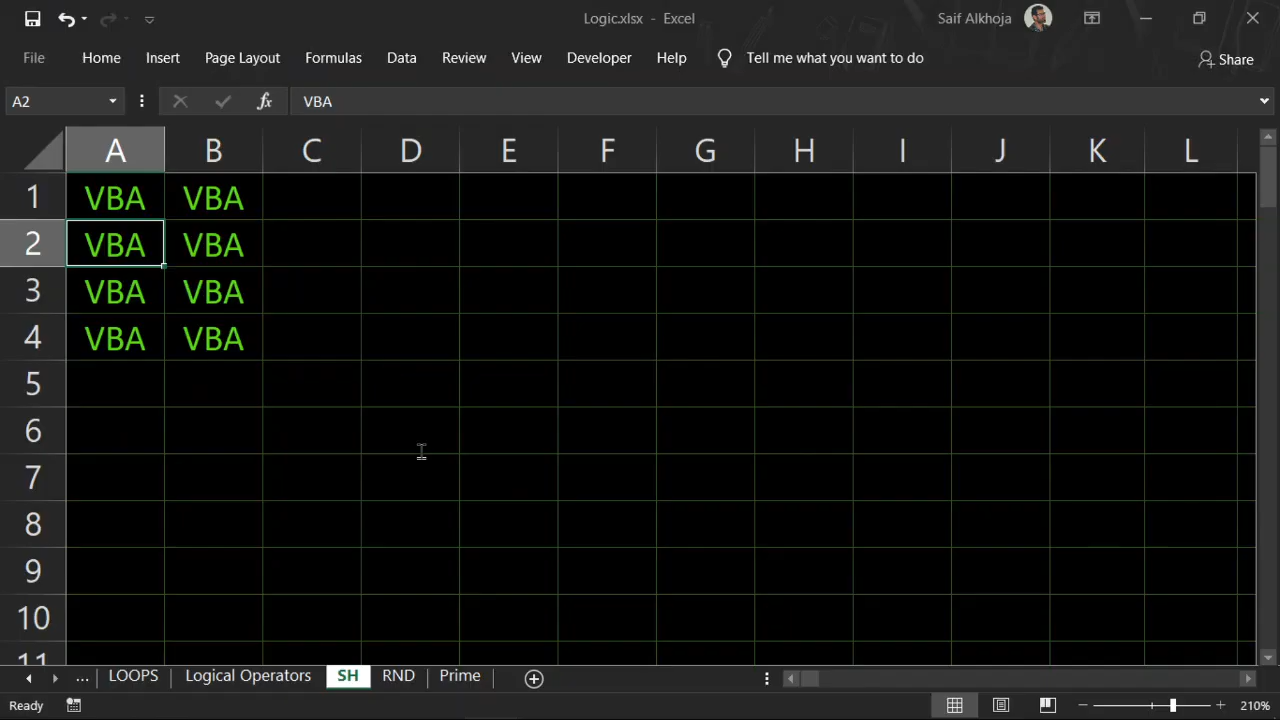 Logic.xlsx - Excel
Saif Alkhoja
File Home Insert Page Layout Formulas Data Review View Developer Help Tell me what you want to do Share
A2 fx VBA
A B C D E F G H I J K L
1 VBA VBA
2 VBA VBA
3 VBA VBA
4 VBA VBA
5
6
7
8
9
10
11
... LOOPS Logical Operators SH RND Prime
Ready 210%